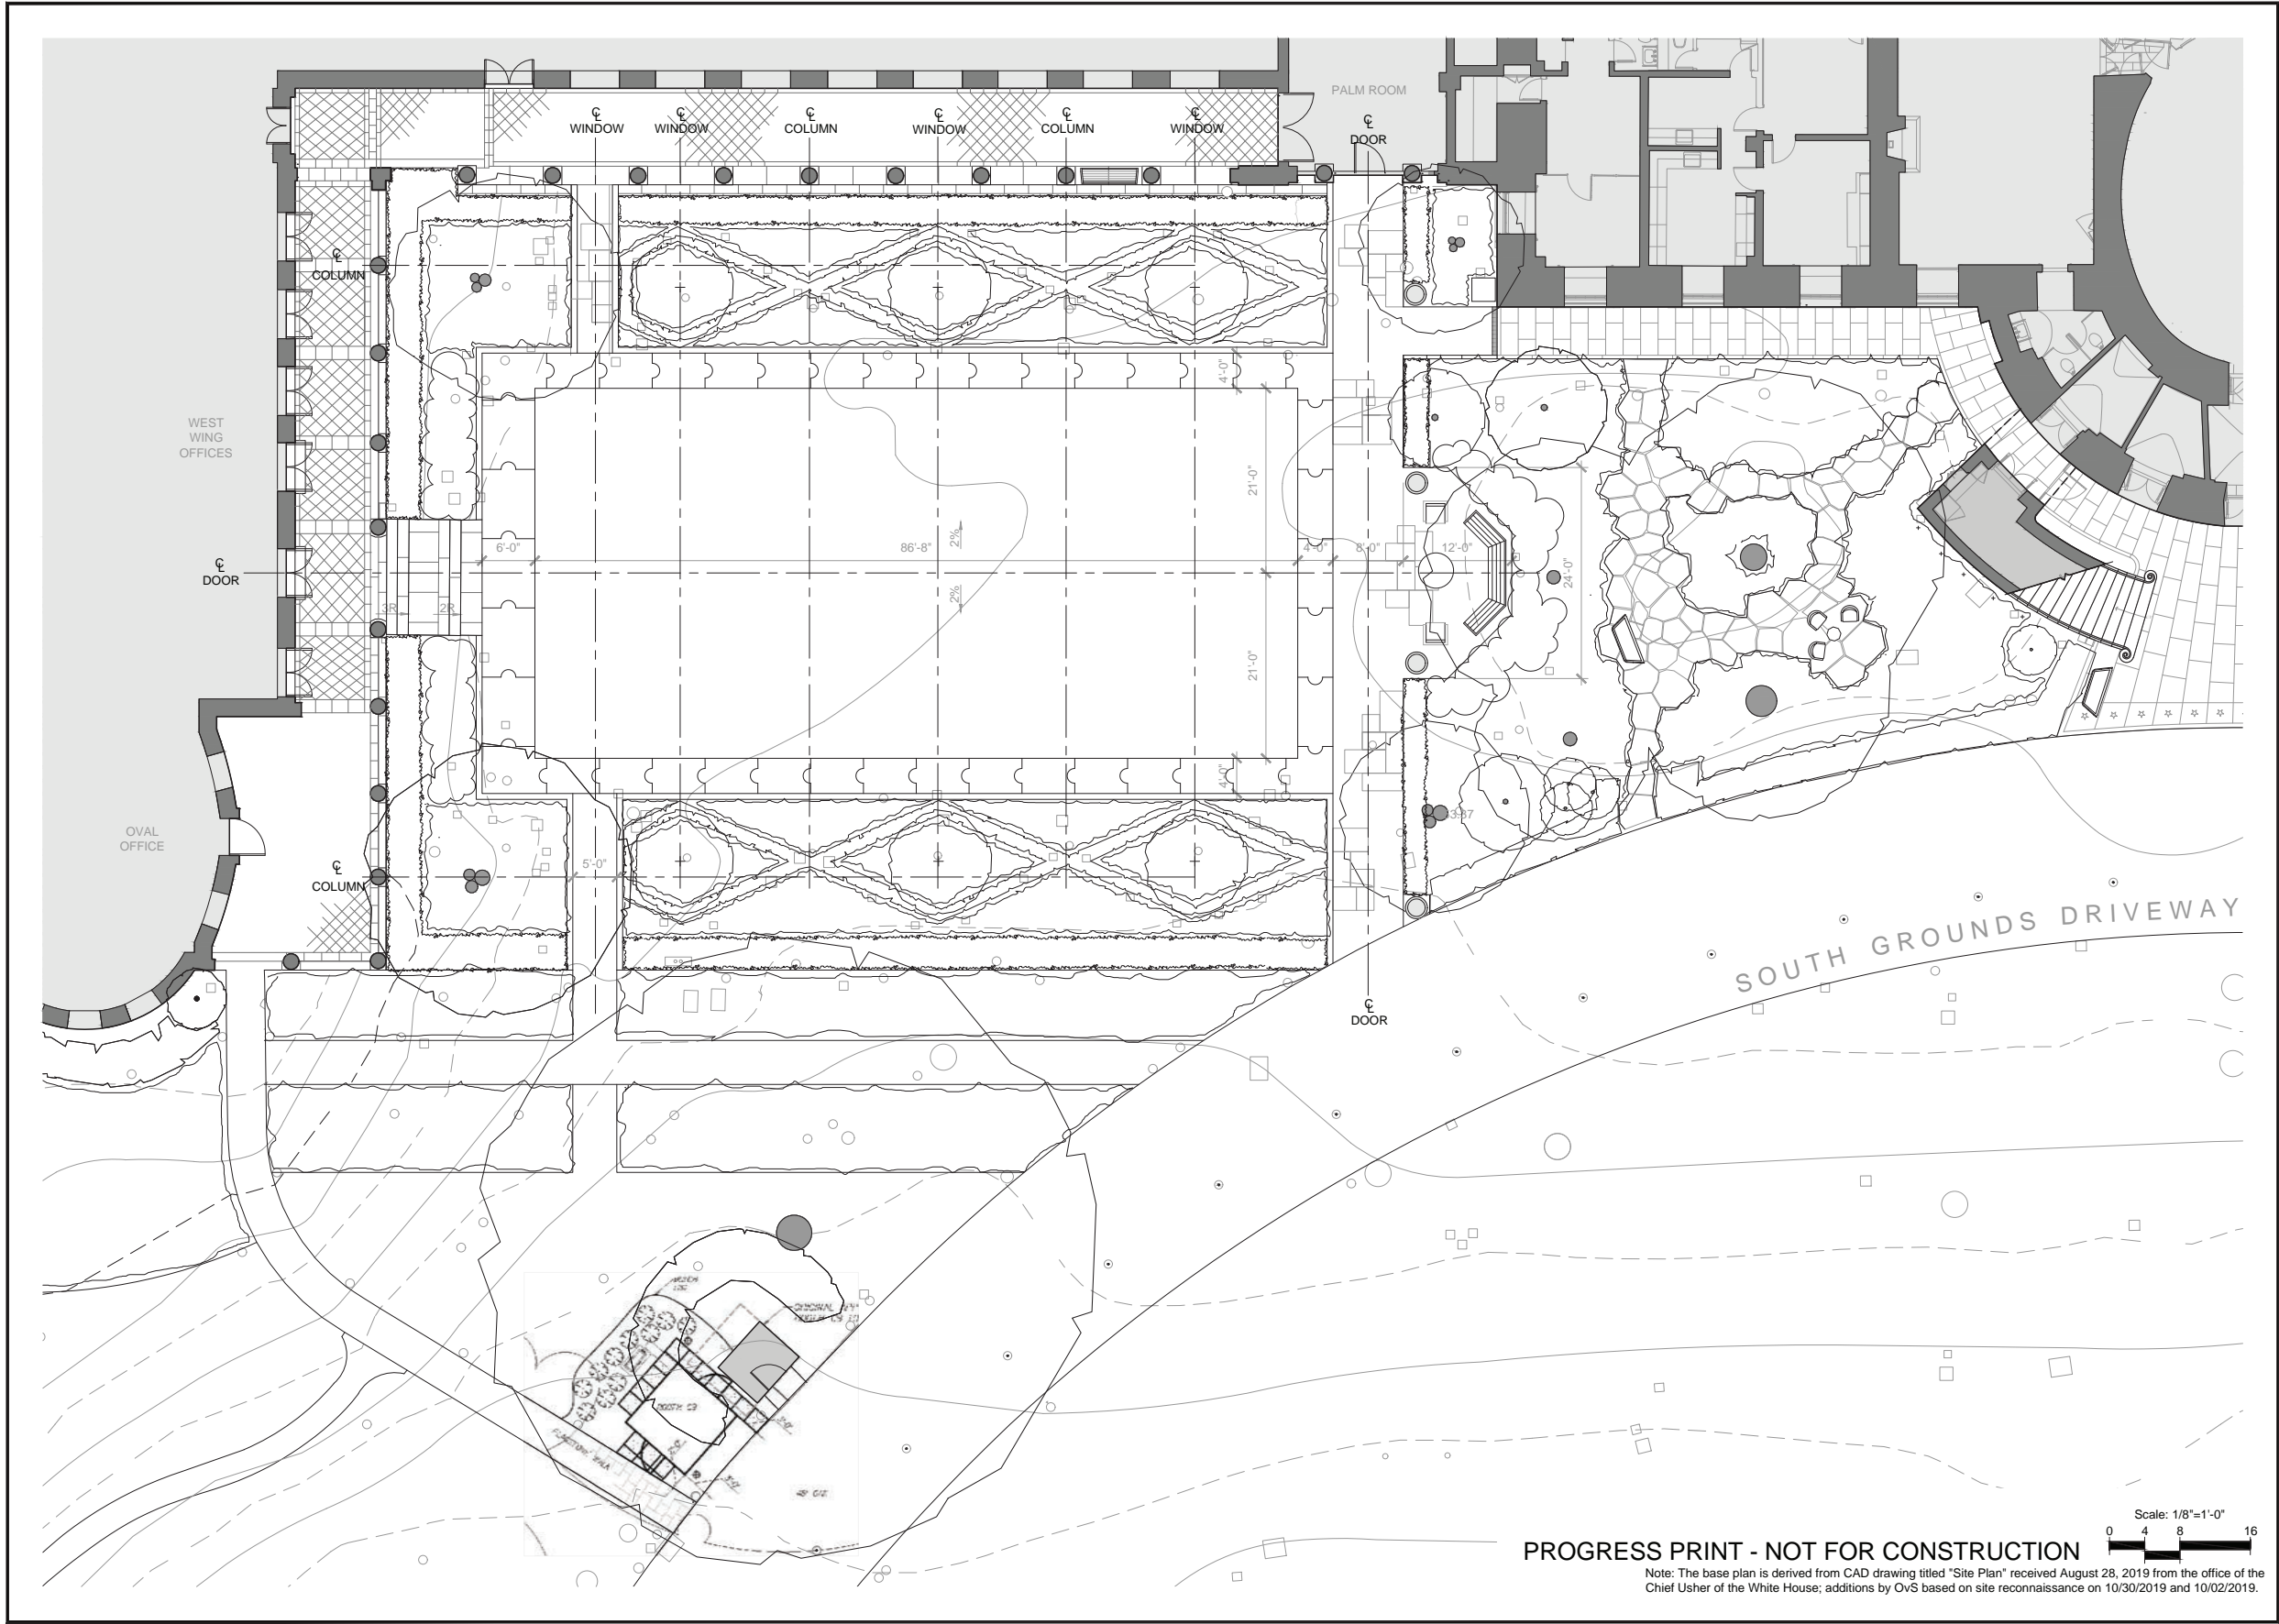 PALM ROOM
℄
WINDOW
℄
WINDOW
℄
COLUMN
℄
WINDOW
℄
COLUMN
℄
WINDOW
℄
DOOR
℄
COLUMN
4'-0"
WEST
WING
OFFICES
21'-0"
6'-0"
86'-8"
2%
4'-0"
8'-0"
12'-0"
24'-0"
℄
DOOR
2%
3R
2R
21'-0"
4'-0"
OVAL
OFFICE
5'-0"
℄
COLUMN
SOUTH GROUNDS DRIVEWAY
℄
DOOR
BOOTH C3
Scale: 1/8"=1'-0"
0 4 8 16
PROGRESS PRINT - NOT FOR CONSTRUCTION
Note: The base plan is derived from CAD drawing titled "Site Plan" received August 28, 2019 from the office of the
Chief Usher of the White House; additions by OvS based on site reconnaissance on 10/30/2019 and 10/02/2019.